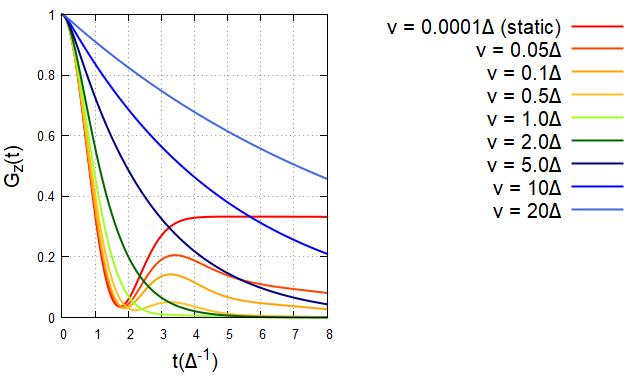 1
0.8
0.6
0.4
0.2
0
G_z(t)
0 1 2 3 4 5 6 7 8
t(Δ^-1)
ν = 0.0001Δ (static)
ν = 0.05Δ
ν = 0.1Δ
ν = 0.5Δ
ν = 1.0Δ
ν = 2.0Δ
ν = 5.0Δ
ν = 10Δ
ν = 20Δ